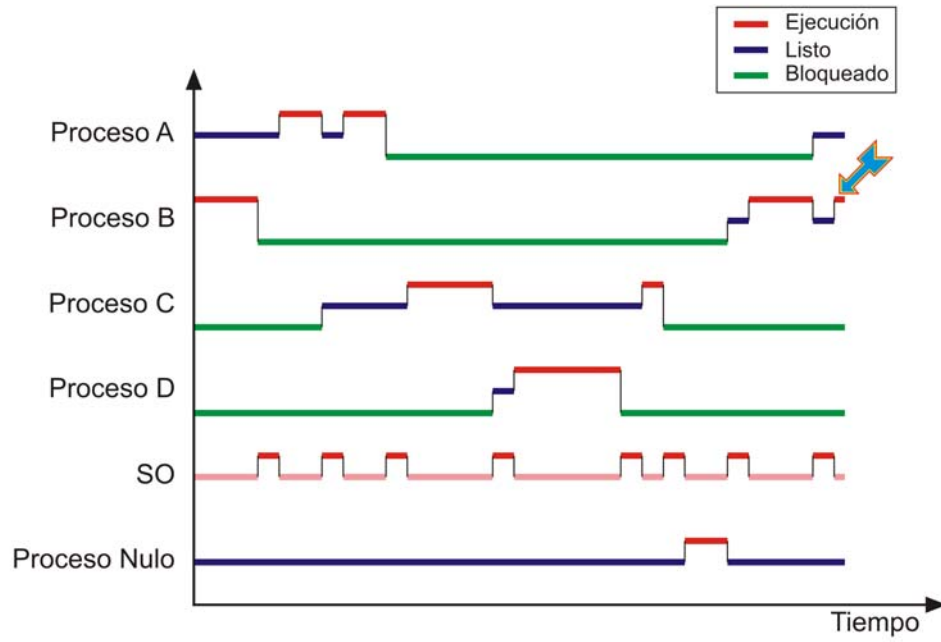 Ejecución
Listo
Bloqueado
Proceso A
Proceso B
Proceso C
Proceso D
SO
Proceso Nulo
Tiempo